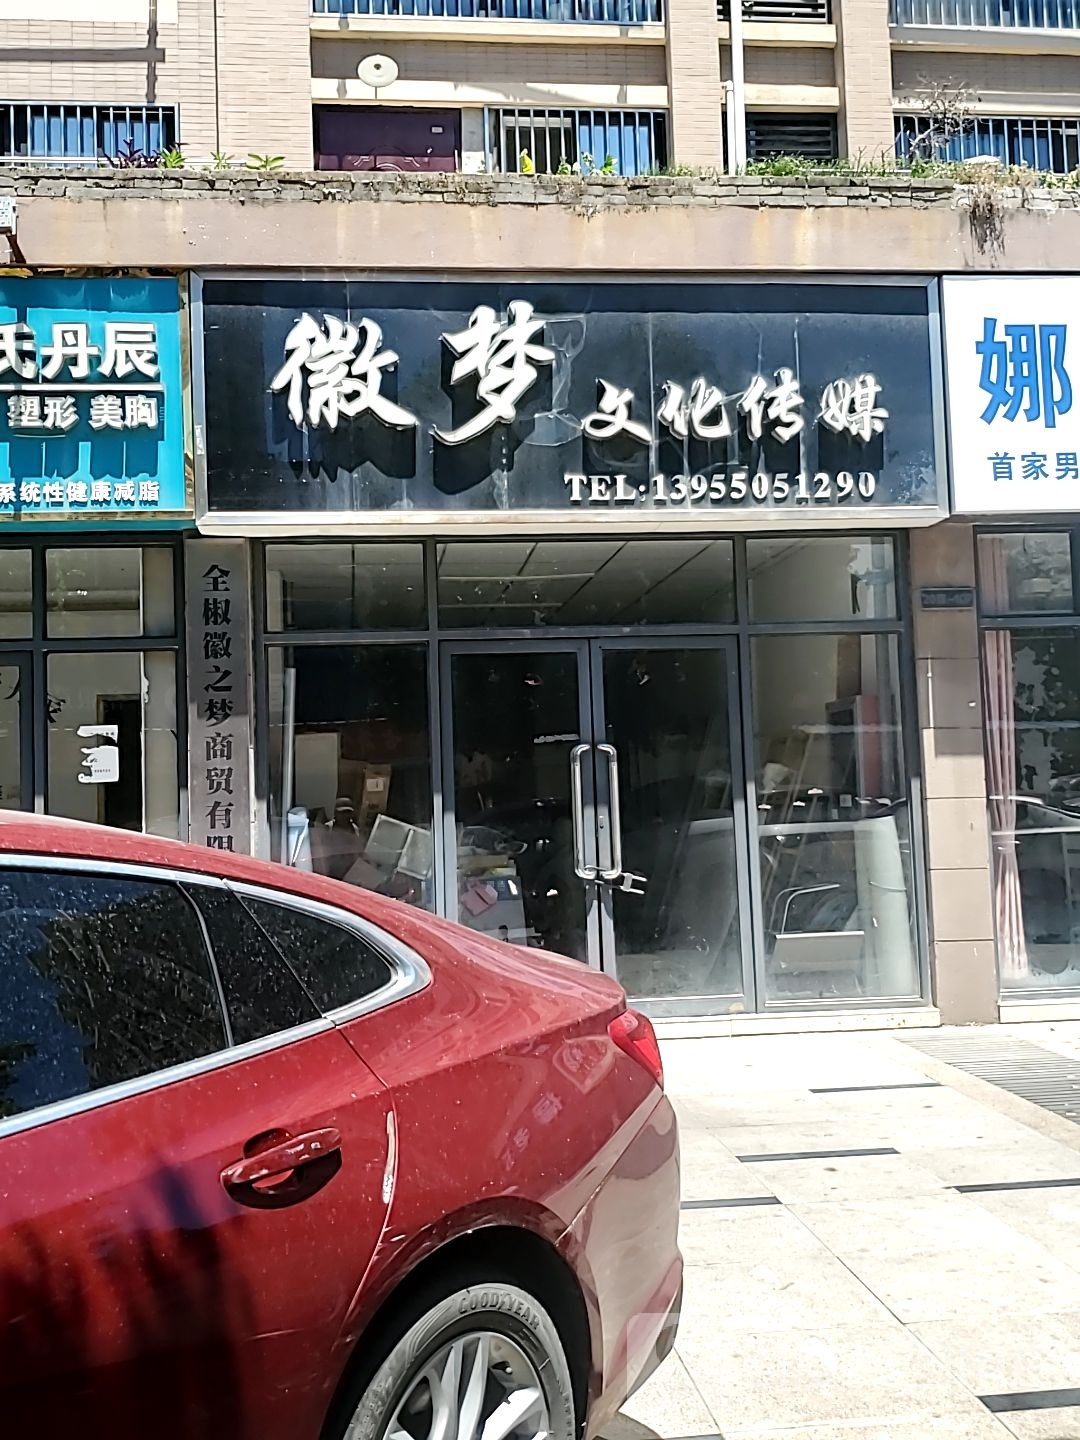 氏丹辰
塑形 美胸
系统性健康减脂
徽梦文化传媒
TEL:13955051290
娜
首家男
全椒徽之梦商贸有限
GOODYEAR